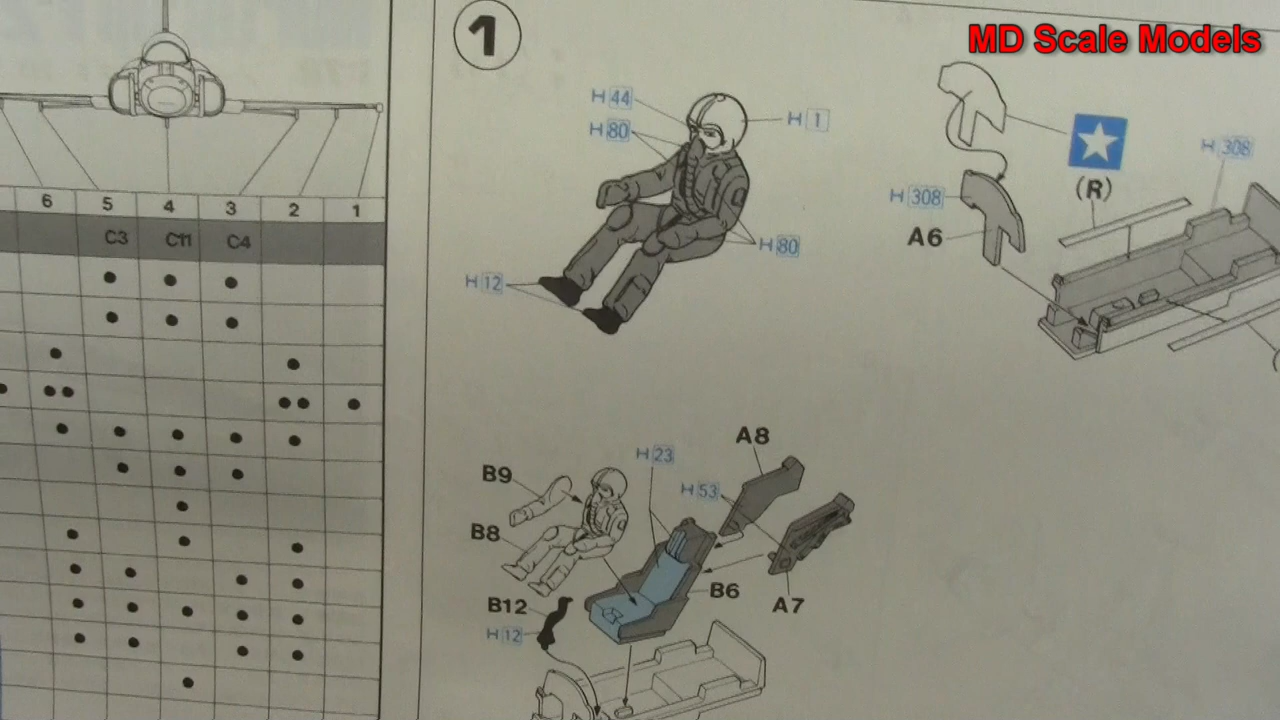 1
MD Scale Models
H 44
H 80
H 1
H 308
(R)
H 308
A6
H 80
H 12
6 5 4 3 2 1
C3 C11 C4
A8
H 23
B9
H 53
B8
B6
A7
B12
H 12